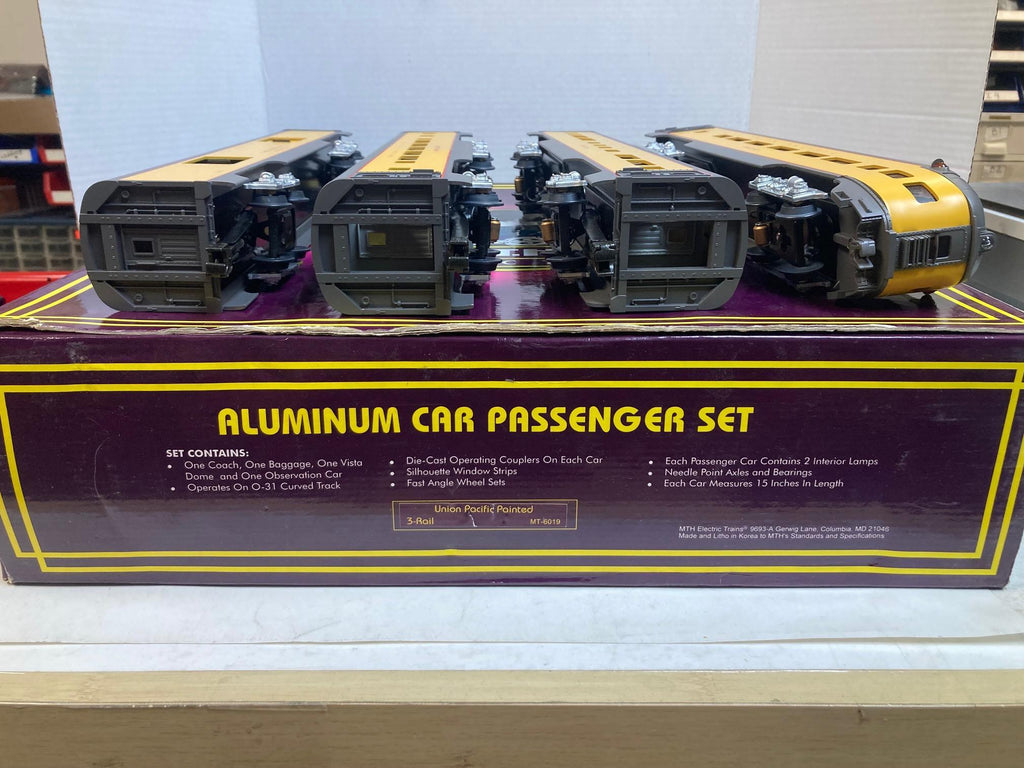 ALUMINUM CAR PASSENGER SET
SET CONTAINS:
• One Coach, One Baggage, One Vista
Dome and One Observation Car
• Operates On O-31 Curved Track
• Die-Cast Operating Couplers On Each Car
• Silhouette Window Strips
• Fast Angle Wheel Sets
• Each Passenger Car Contains 2 Interior Lamps
• Needle Point Axles and Bearings
• Each Car Measures 15 Inches In Length
Union Pacific Painted
3-Rail MT-6019
MTH Electric Trains® 9693-A Gerwig Lane, Columbia, MD 21046
Made and Litho in Korea to MTH's Standards and Specifications